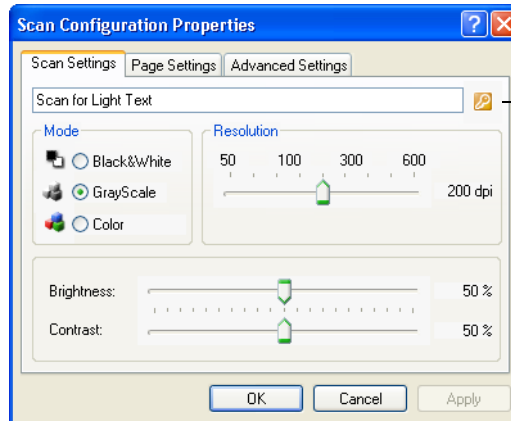 Scan Configuration Properties
Scan Settings Page Settings Advanced Settings
Scan for Light Text
Mode Resolution
Black&White
GrayScale
Color
50 100 300 600
200 dpi
Brightness: 50 %
Contrast: 50 %
OK Cancel Apply